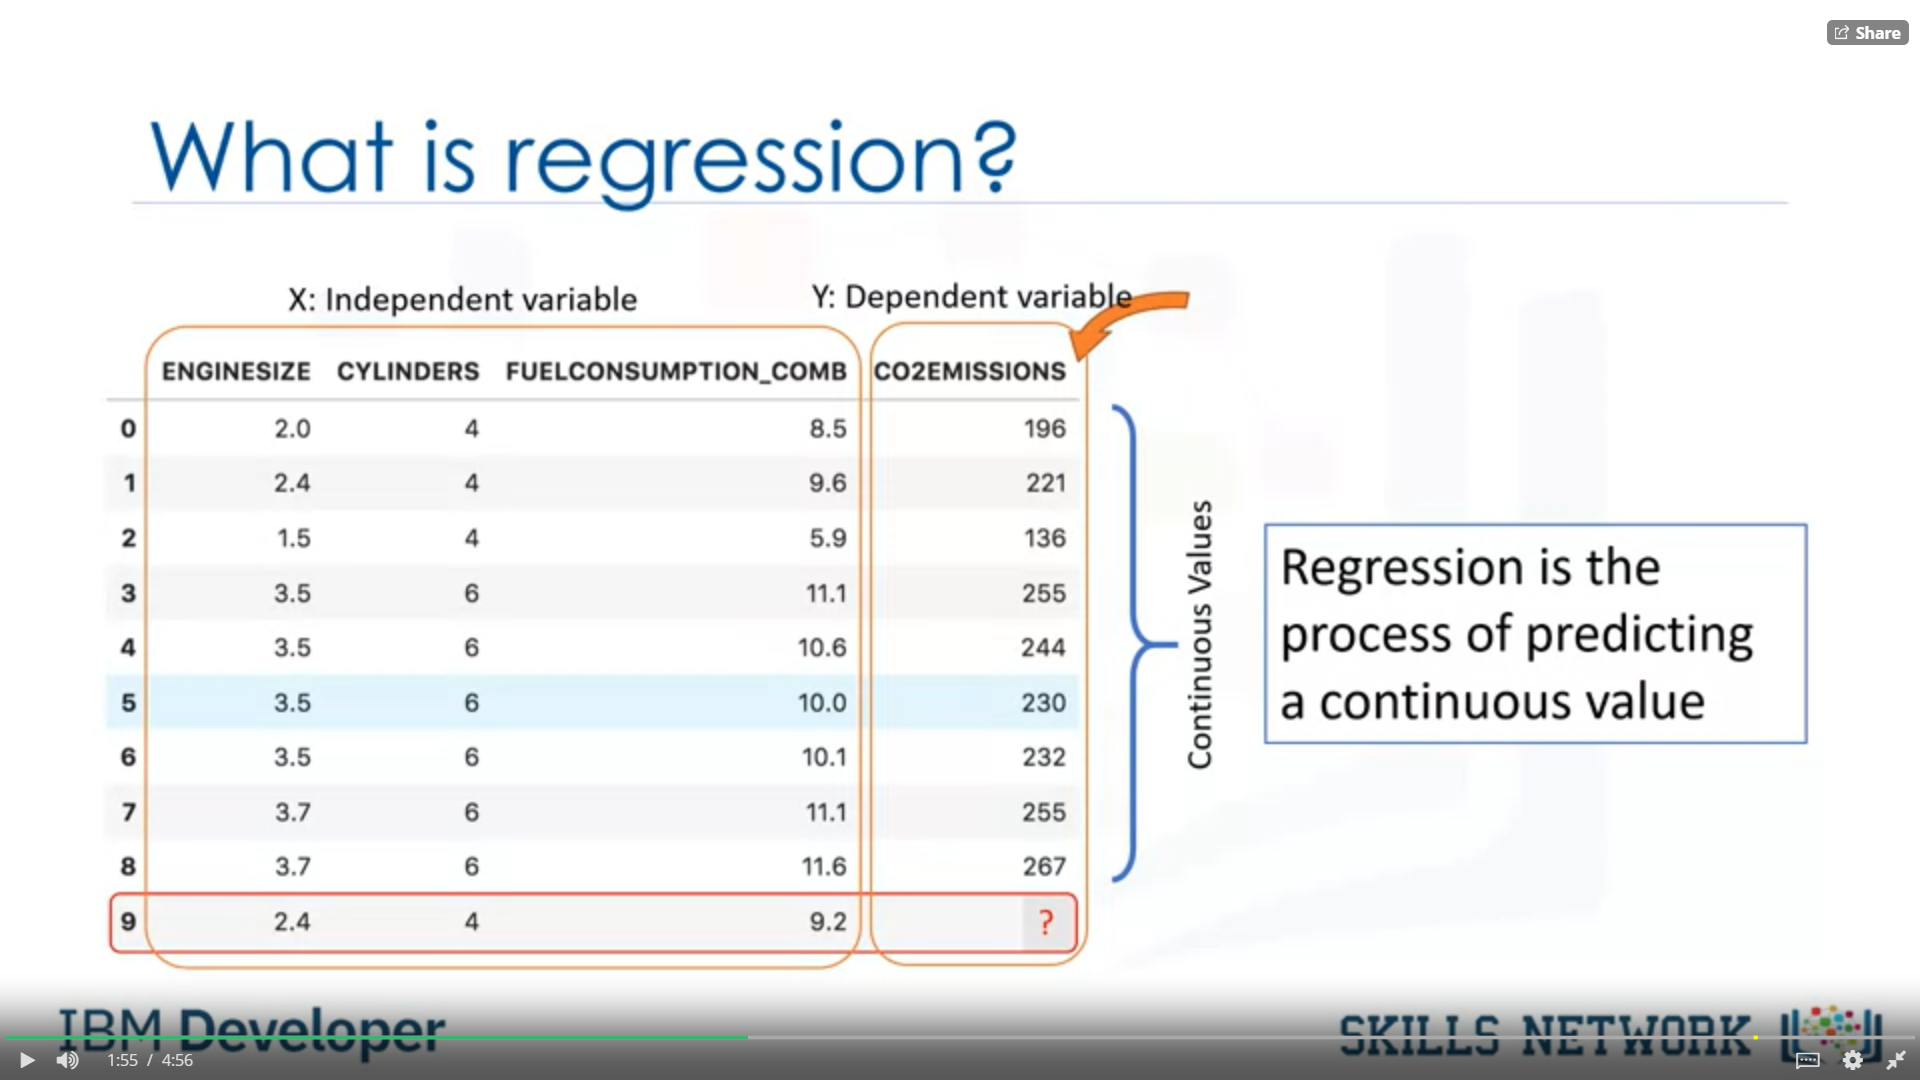 Share
What is regression?
X: Independent variable
Y: Dependent variable
ENGINESIZE CYLINDERS FUELCONSUMPTION_COMB CO2EMISSIONS
0 2.0 4 8.5 196
1 2.4 4 9.6 221
2 1.5 4 5.9 136
3 3.5 6 11.1 255
4 3.5 6 10.6 244
5 3.5 6 10.0 230
6 3.5 6 10.1 232
7 3.7 6 11.1 255
8 3.7 6 11.6 267
9 2.4 4 9.2 ?
Continuous Values
Regression is the
process of predicting
a continuous value
IBM Developer
SKILLS NETWORK
1:55 / 4:56